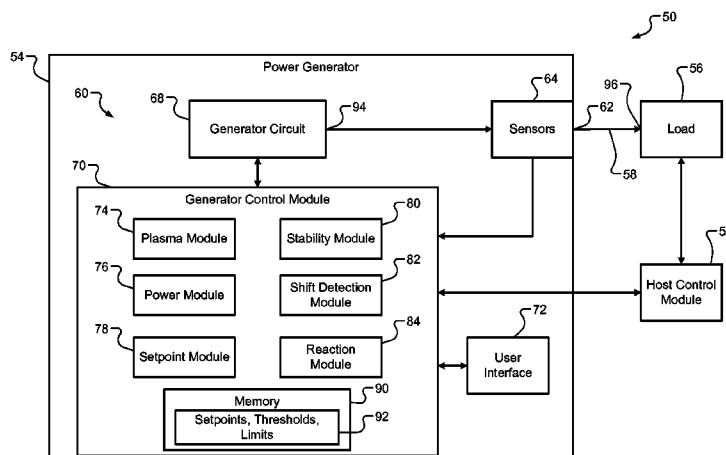 50
54
Power Generator
60
68
Generator Circuit
94
64
Sensors
62
96
56
Load
58
70
Generator Control Module
74
Plasma Module
80
Stability Module
76
Power Module
82
Shift Detection
Module
5
Host Control
Module
78
Setpoint Module
84
Reaction
Module
72
User
Interface
90
Memory
Setpoints, Thresholds,
Limits
92